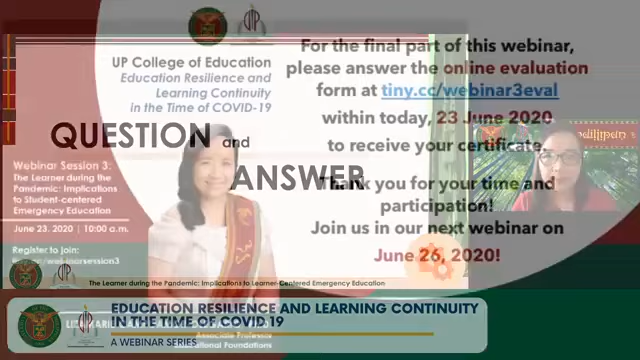 UP College of Education
Education Resilience and
Learning Continuity
in the Time of COVID-19
For the final part of this webinar,
please answer the online evaluation
form at tiny.cc/webinar3eval
within today, 23 June 2020
to receive your certificate.
Thank you for your time and
participation!
Join us in our next webinar on
June 26, 2020!
QUESTION and
ANSWER
Webinar Session 3:
The Learner during the
Pandemic: Implications
to Student-centered
Emergency Education
June 23, 2020 | 10:00 a.m.
Register to join:
The Learner during the Pandemic: Implications to Learner-Centered Emergency Education
EDUCATION RESILIENCE AND LEARNING CONTINUITY
IN THE TIME OF COVID-19
A WEBINAR SERIES
Associate Professor
Educational Foundations